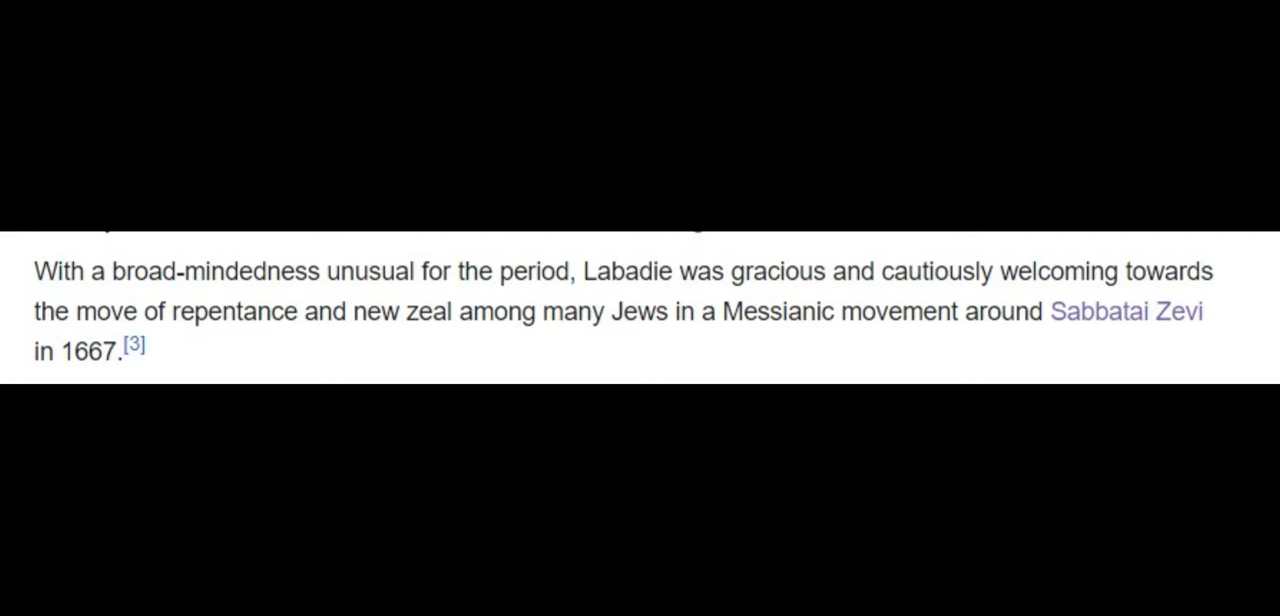 With a broad-mindedness unusual for the period, Labadie was gracious and cautiously welcoming towards
the move of repentance and new zeal among many Jews in a Messianic movement around Sabbatai Zevi
in 1667.[3]